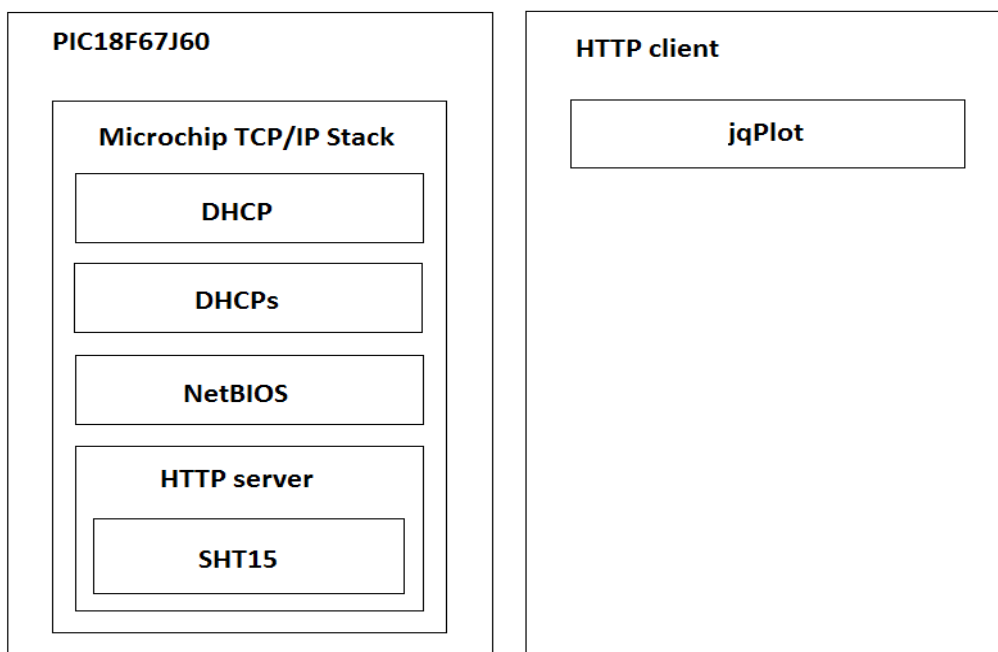 PIC18F67J60
Microchip TCP/IP Stack
DHCP
DHCPs
NetBIOS
HTTP server
SHT15
HTTP client
jqPlot